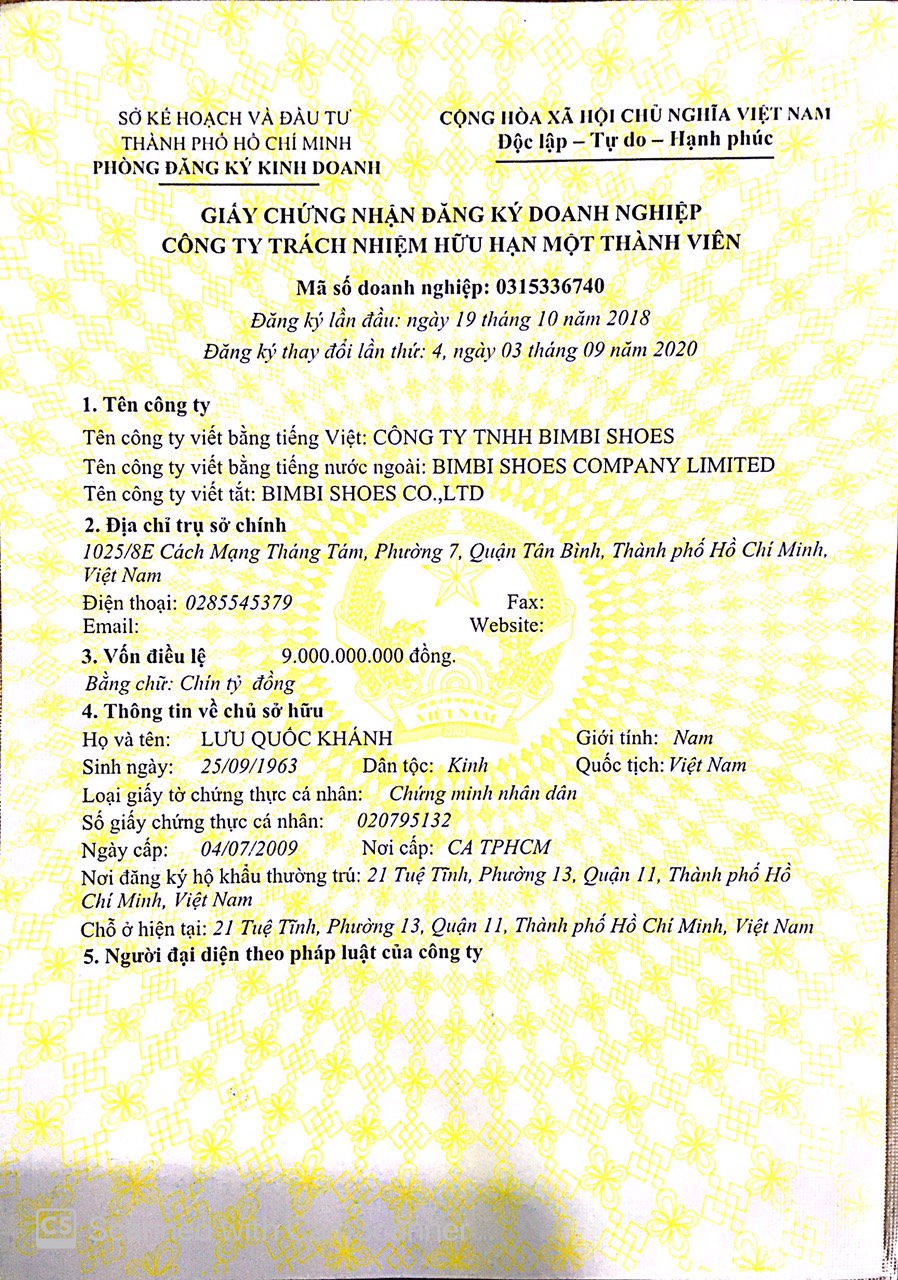 SỞ KẾ HOẠCH VÀ ĐẦU TƯ
THÀNH PHỐ HỒ CHÍ MINH
PHÒNG ĐĂNG KÝ KINH DOANH
CỘNG HÒA XÃ HỘI CHỦ NGHĨA VIỆT NAM
Độc lập – Tự do – Hạnh phúc
GIẤY CHỨNG NHẬN ĐĂNG KÝ DOANH NGHIỆP
CÔNG TY TRÁCH NHIỆM HỮU HẠN MỘT THÀNH VIÊN
Mã số doanh nghiệp: 0315336740
Đăng ký lần đầu: ngày 19 tháng 10 năm 2018
Đăng ký thay đổi lần thứ: 4, ngày 03 tháng 09 năm 2020
1. Tên công ty
Tên công ty viết bằng tiếng Việt: CÔNG TY TNHH BIMBI SHOES
Tên công ty viết bằng tiếng nước ngoài: BIMBI SHOES COMPANY LIMITED
Tên công ty viết tắt: BIMBI SHOES CO.,LTD
2. Địa chỉ trụ sở chính
1025/8E Cách Mạng Tháng Tám, Phường 7, Quận Tân Bình, Thành phố Hồ Chí Minh,
Việt Nam
Điện thoại: 0285545379 Fax:
Email: Website:
3. Vốn điều lệ 9.000.000.000 đồng.
Bằng chữ: Chín tỷ đồng
4. Thông tin về chủ sở hữu
Họ và tên: LƯU QUỐC KHÁNH Giới tính: Nam
Sinh ngày: 25/09/1963 Dân tộc: Kinh Quốc tịch: Việt Nam
Loại giấy tờ chứng thực cá nhân: Chứng minh nhân dân
Số giấy chứng thực cá nhân: 020795132
Ngày cấp: 04/07/2009 Nơi cấp: CA TPHCM
Nơi đăng ký hộ khẩu thường trú: 21 Tuệ Tĩnh, Phường 13, Quận 11, Thành phố Hồ
Chí Minh, Việt Nam
Chỗ ở hiện tại: 21 Tuệ Tĩnh, Phường 13, Quận 11, Thành phố Hồ Chí Minh, Việt Nam
5. Người đại diện theo pháp luật của công ty
VIỆT NAM
CS Scanned with CamScanner